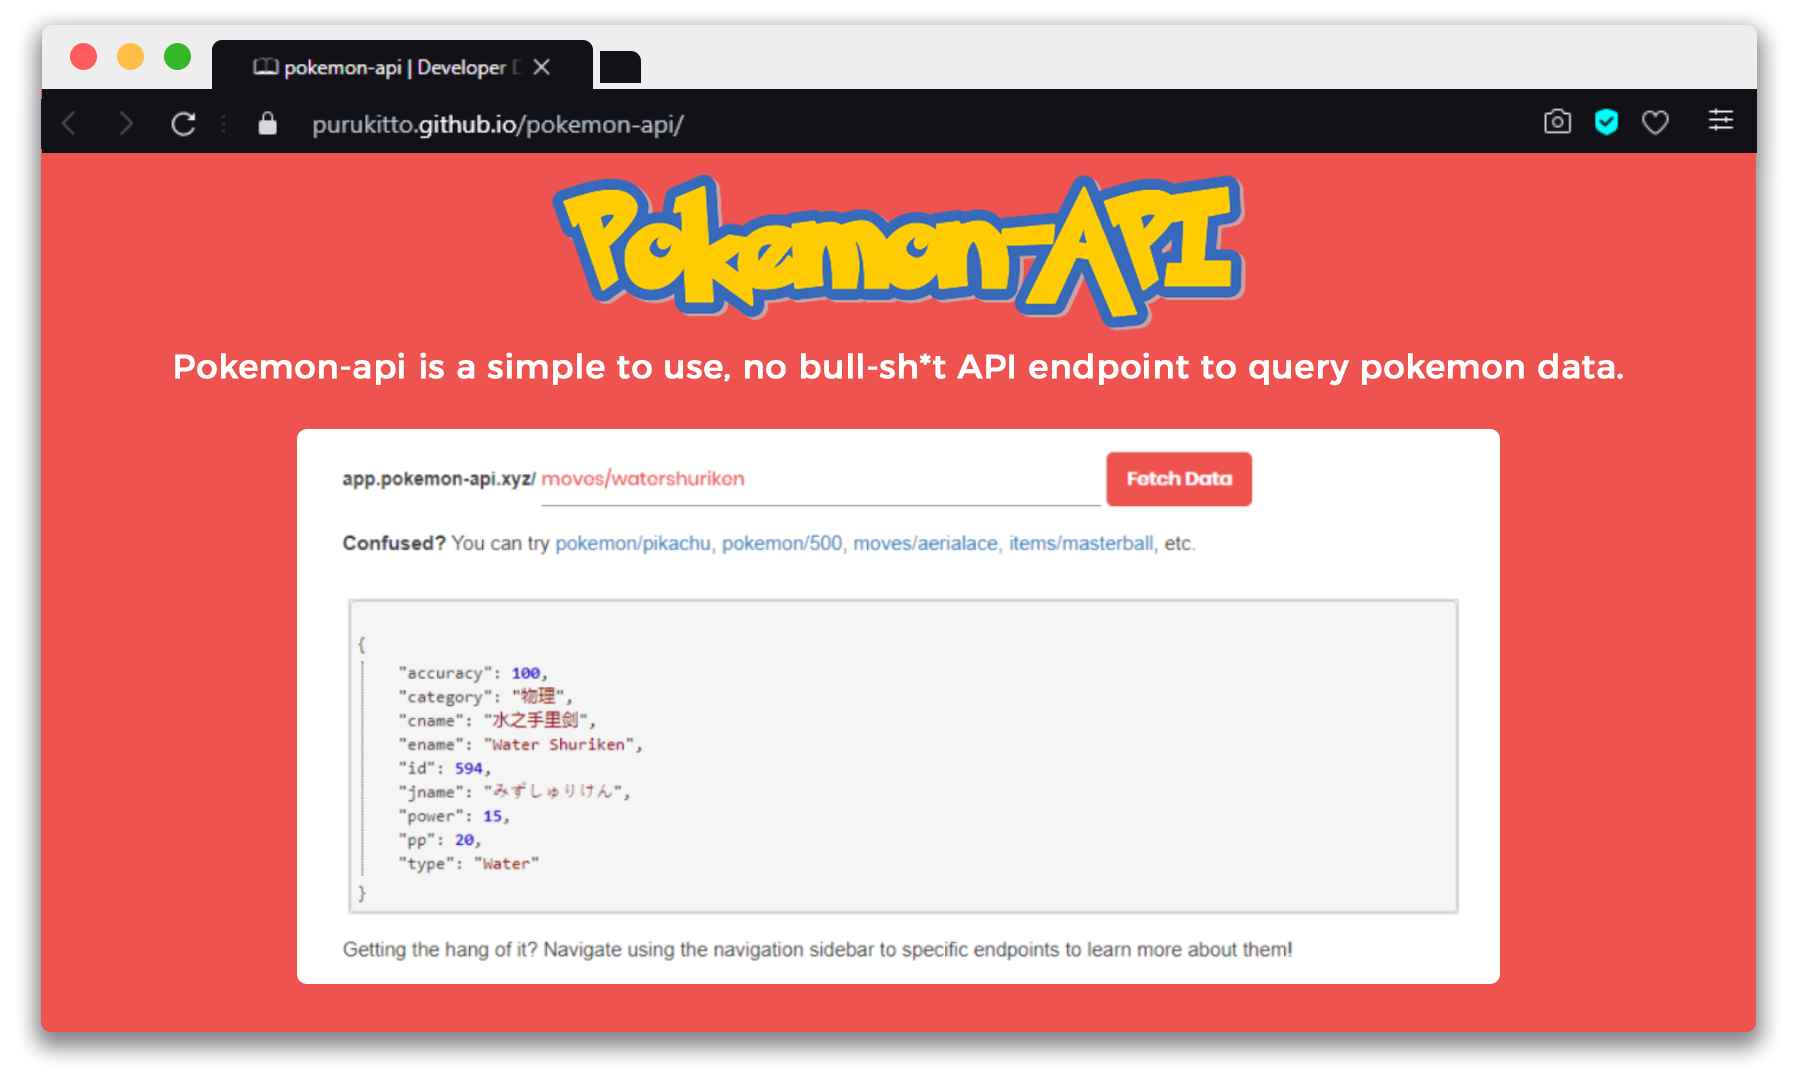 pokemon-api | Developer
purukitto.github.io/pokemon-api/
Pokemon-API
Pokemon-api is a simple to use, no bull-sh*t API endpoint to query pokemon data.
app.pokemon-api.xyz/ moves/watershuriken Fetch Data
Confused? You can try pokemon/pikachu, pokemon/500, moves/aerialace, items/masterball, etc.
{
"accuracy": 100,
"category": "物理",
"cname": "水之手里剑",
"ename": "Water Shuriken",
"id": 594,
"jname": "みずしゅりけん",
"power": 15,
"pp": 20,
"type": "Water"
}
Getting the hang of it? Navigate using the navigation sidebar to specific endpoints to learn more about them!